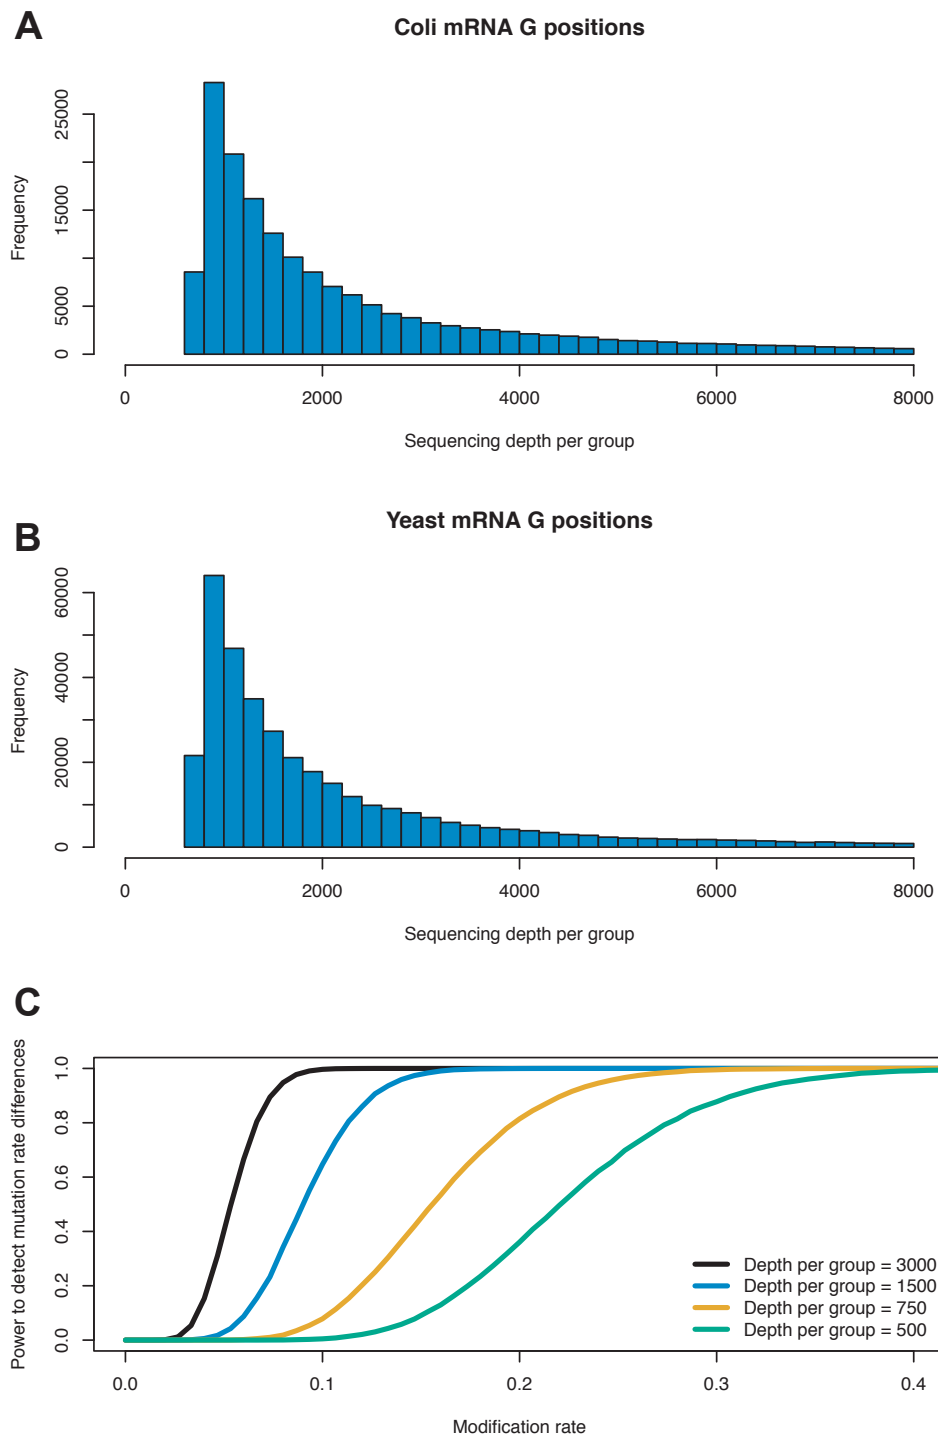 A
Coli mRNA G positions
Frequency
25000
15000
5000
0
0 2000 4000 6000 8000
Sequencing depth per group
B
Yeast mRNA G positions
Frequency
60000
40000
20000
0
0 2000 4000 6000 8000
Sequencing depth per group
C
Power to detect mutation rate differences
1.0
0.8
0.6
0.4
0.2
0.0
Depth per group = 3000
Depth per group = 1500
Depth per group = 750
Depth per group = 500
0.0 0.1 0.2 0.3 0.4
Modification rate